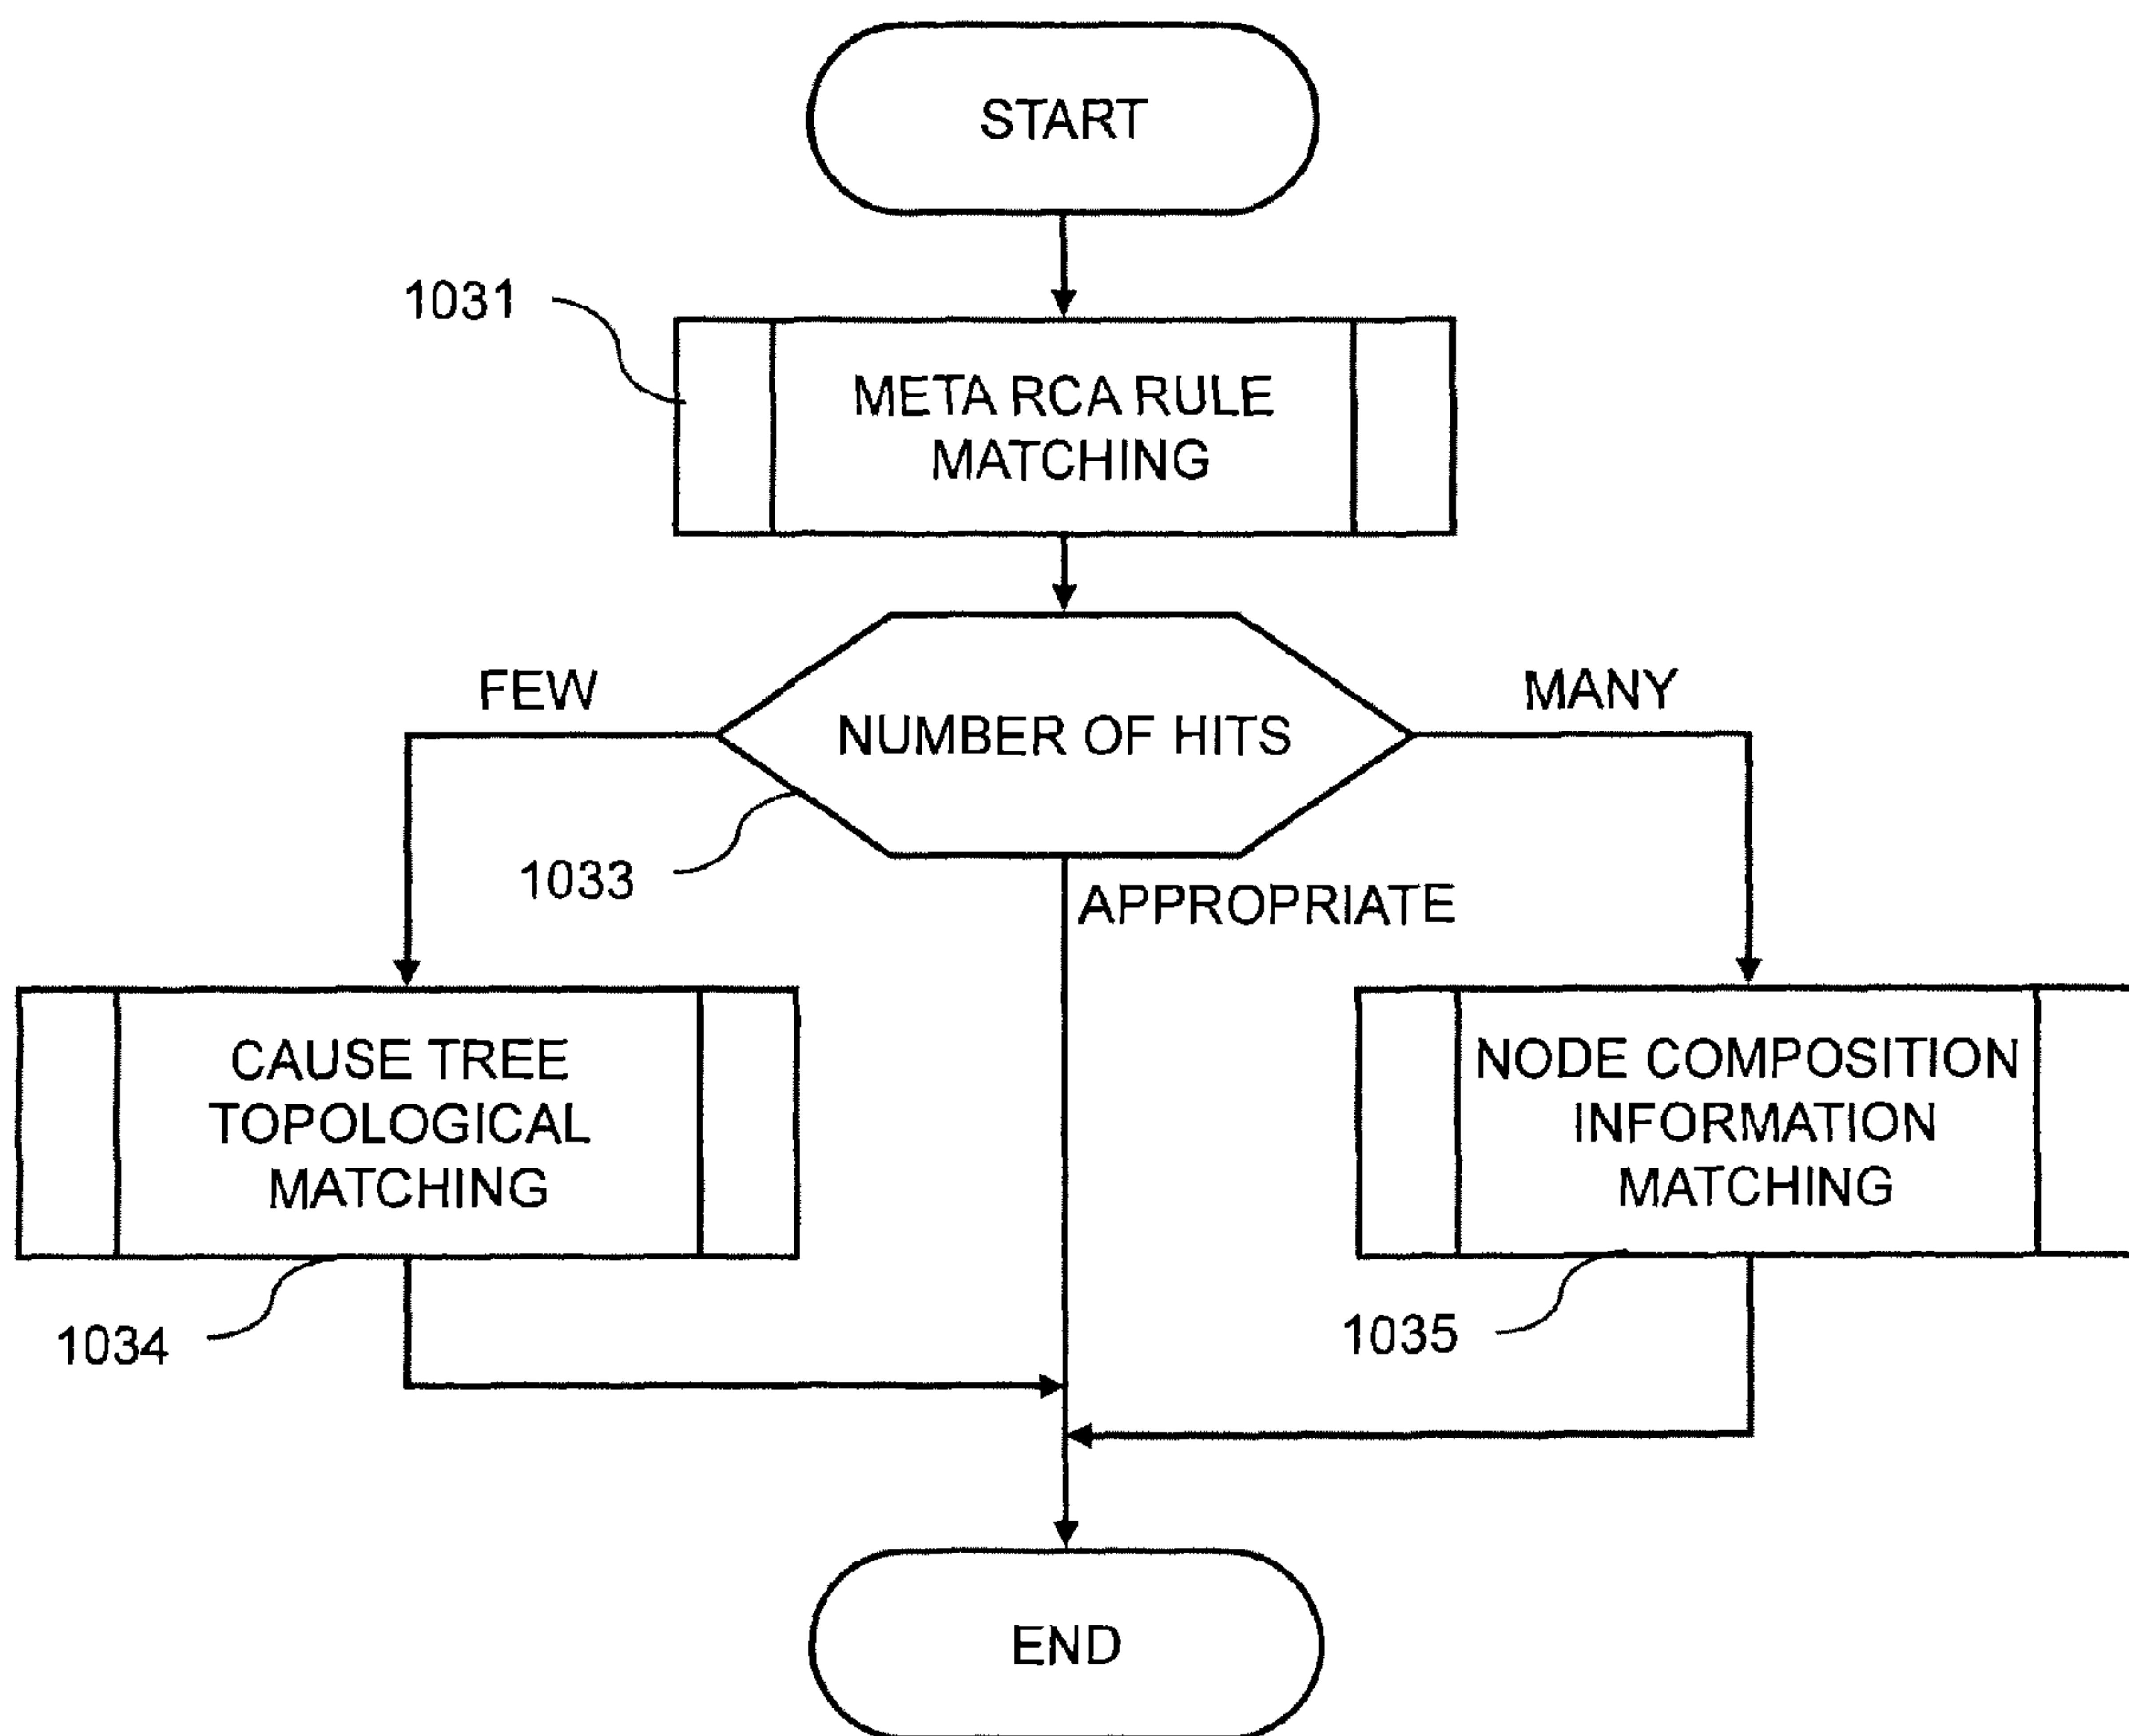 START
1031
META RCA RULE
MATCHING
FEW
MANY
NUMBER OF HITS
1033
APPROPRIATE
CAUSE TREE
TOPOLOGICAL
MATCHING
NODE COMPOSITION
INFORMATION
MATCHING
1034
1035
END